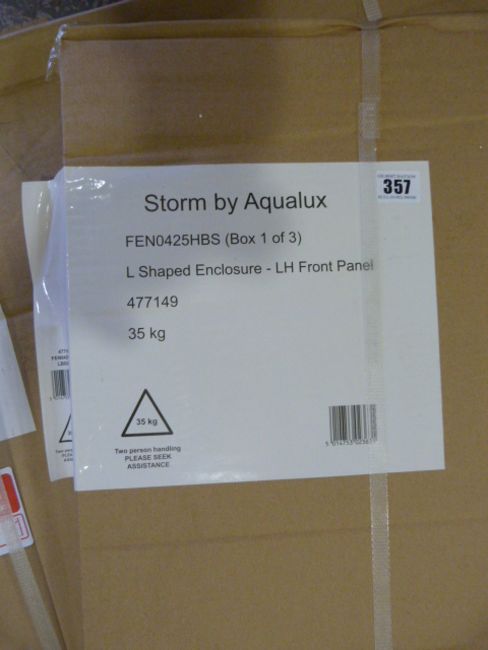 357
Storm by Aqualux
FEN0425HBS (Box 1 of 3)
L Shaped Enclosure - LH Front Panel
477149
35 kg
35 kg
Two person handling
PLEASE SEEK
ASSISTANCE